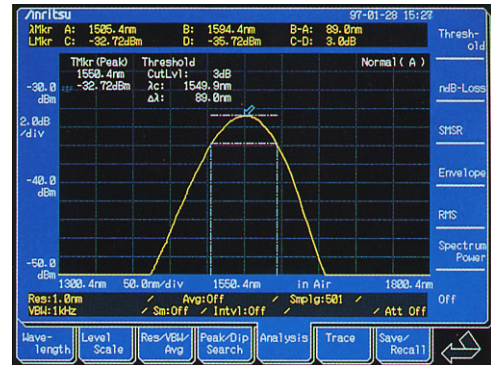 Anritsu 97-01-28 15:27
λMkr A: 1505.4nm B: 1594.4nm B-A: 89.0nm
LMkr C: -32.72dBm D: -35.72dBm C-D: 3.0dB
Thresh-
old
TMkr(Peak) Threshold Normal(A)
1550.4nm CutLvl: 3dB
-32.72dBm λc: 1549.9nm
Δλ: 89.0nm
-30.0 REF
dBm
ndB-Loss
2.0dB
/div
SMSR
Envelope
-40.0
dBm
RMS
Spectrum
Power
-50.0
dBm
1300.4nm 50.0nm/div 1550.4nm in Air 1800.4nm
Off
Res:1.0nm / Avg:Off / Smplg:501 /
VBW:1kHz / Sm:Off / Intvl:Off / / Att Off
Wave-
length
Level
Scale
Res/VBW/
Avg
Peak/Dip
Search
Analysis
Trace
Save/
Recall